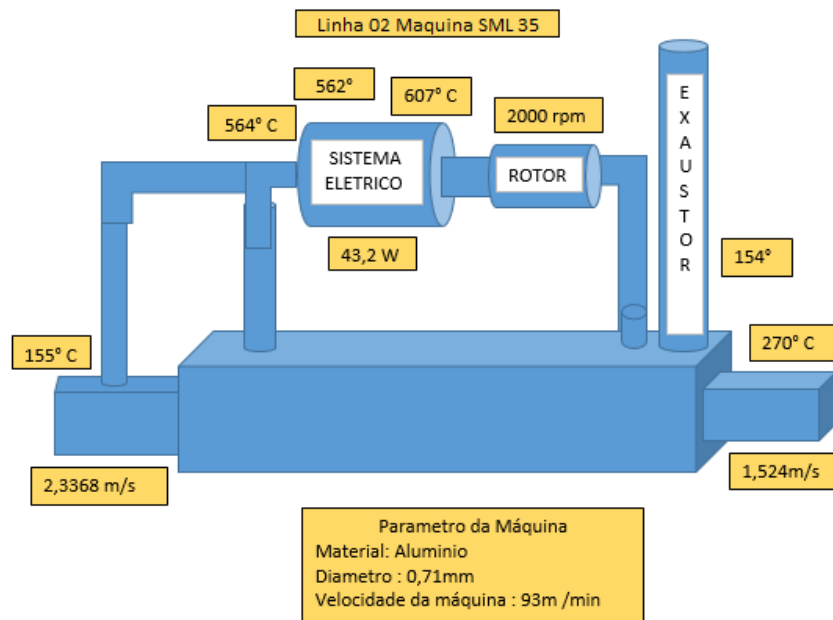 Linha 02 Maquina SML 35
562°
607° C
564° C
2000 rpm
SISTEMA
ELETRICO
ROTOR
EXAUSTOR
43,2 W
154°
155° C
270° C
2,3368 m/s
1,524m/s
Parametro da Máquina
Material: Aluminio
Diametro : 0,71mm
Velocidade da máquina : 93m /min